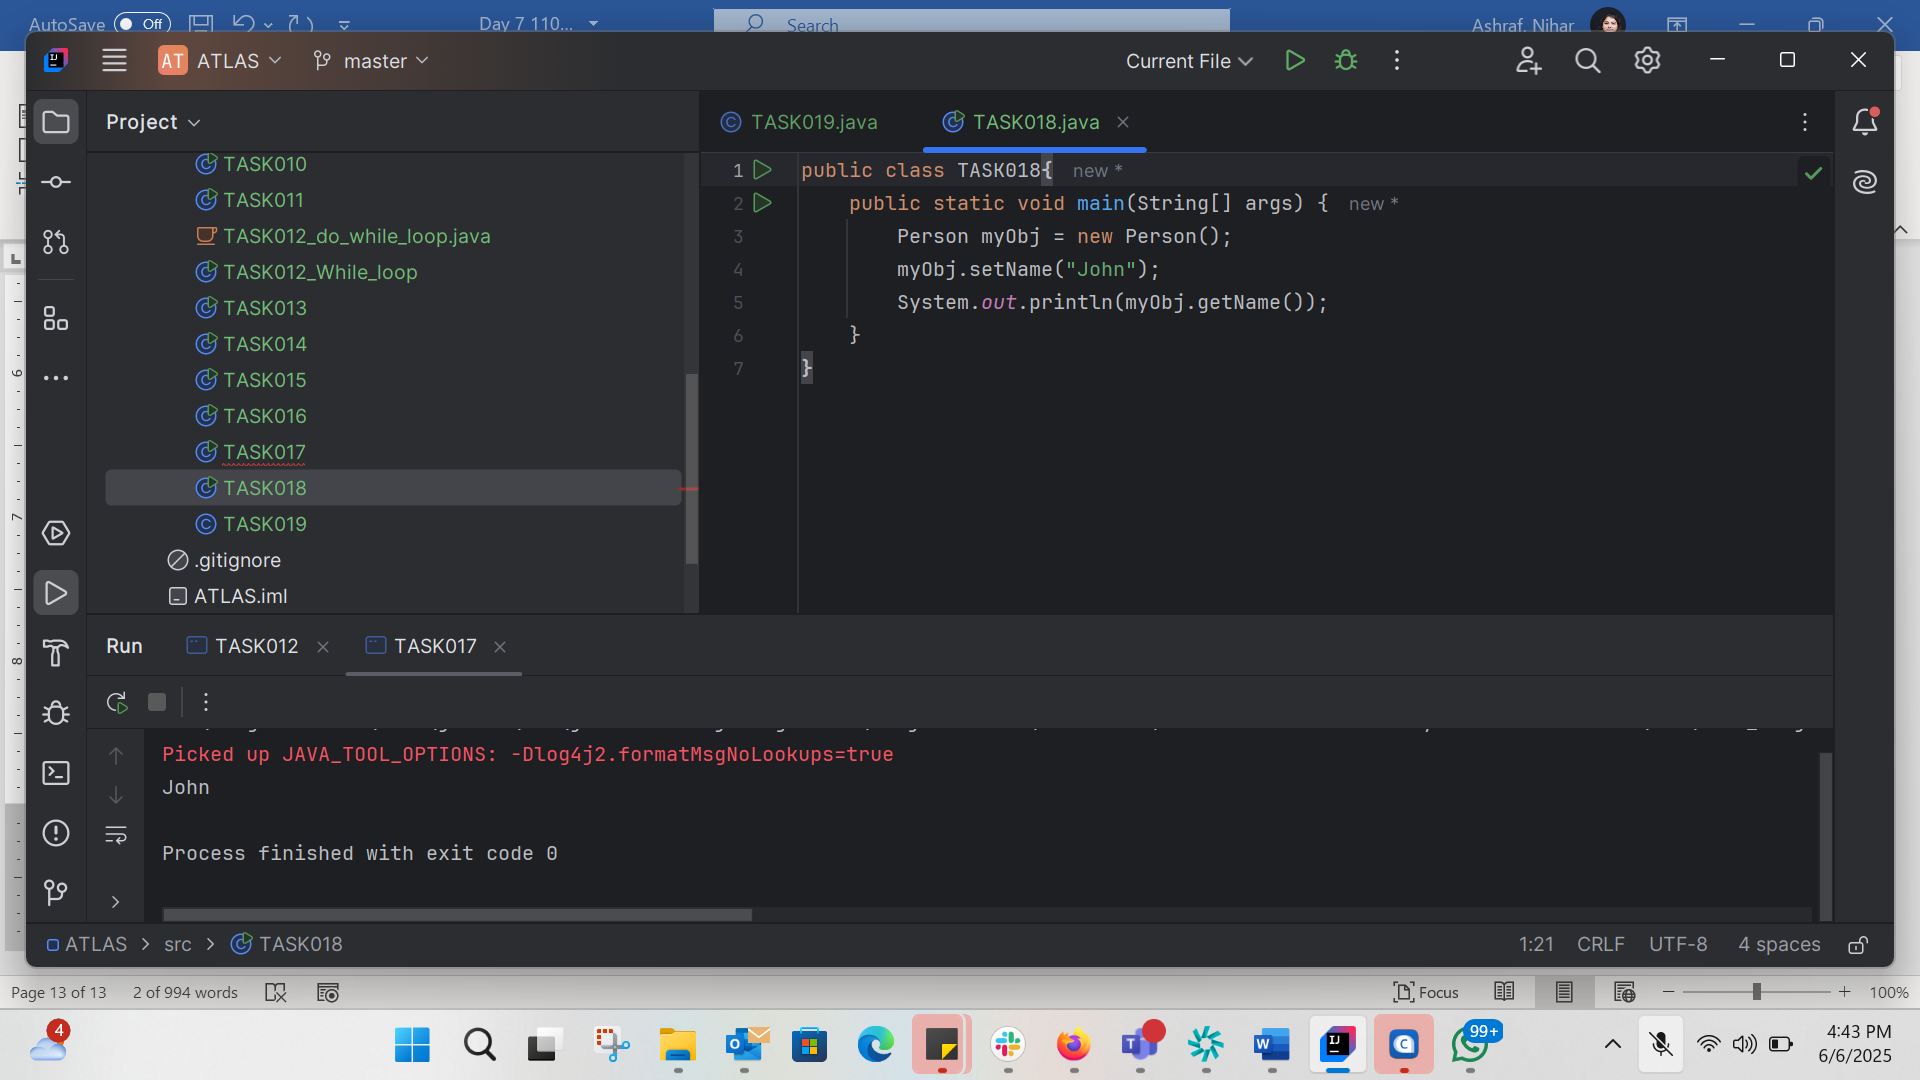 AutoSave Off Day 7 110... Search Ashraf, Nihar
AT ATLAS master Current File
Project
TASK019.java TASK018.java
TASK010
TASK011
TASK012_do_while_loop.java
TASK012_While_loop
TASK013
TASK014
TASK015
TASK016
TASK017
TASK018
TASK019
.gitignore
ATLAS.iml
1 public class TASK018{ new *
2 public static void main(String[] args) { new *
3 Person myObj = new Person();
4 myObj.setName("John");
5 System.out.println(myObj.getName());
6 }
7 }
Run TASK012 TASK017
Picked up JAVA_TOOL_OPTIONS: -Dlog4j2.formatMsgNoLookups=true
John
Process finished with exit code 0
ATLAS > src > TASK018 1:21 CRLF UTF-8 4 spaces
Page 13 of 13 2 of 994 words Focus 100%
4 99+ 4:43 PM
6/6/2025